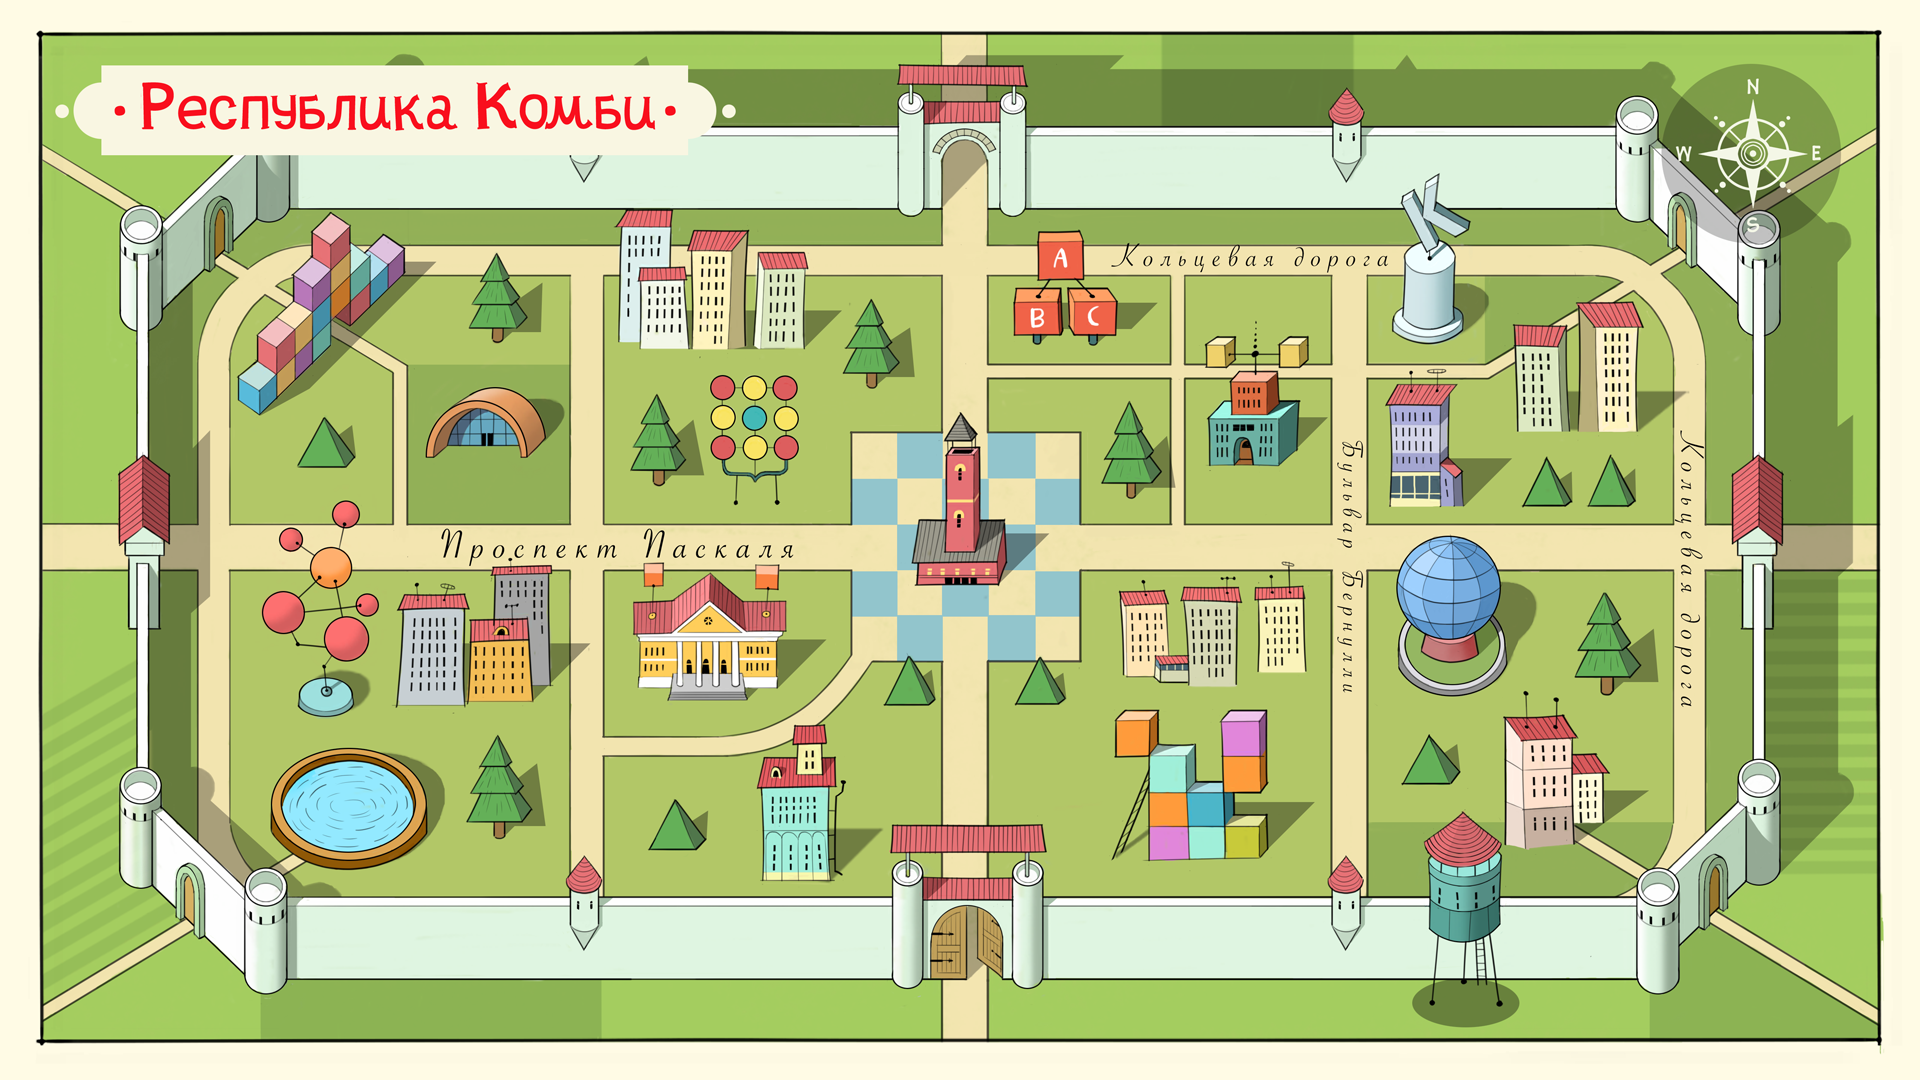 Республика Комби
N
W E
S
A
B C
Кольцевая дорога
Бульвар Бернулли
Кольцевая дорога
Проспект Паскаля